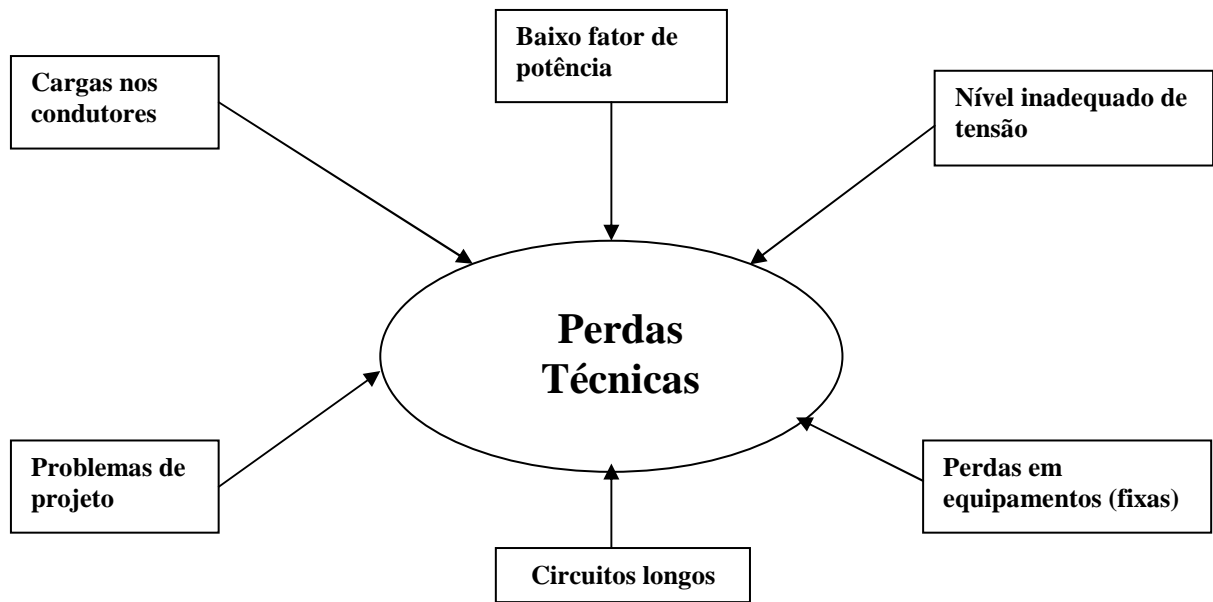 Baixo fator de
potência
Cargas nos
condutores
Nível inadequado de
tensão
Perdas
Técnicas
Problemas de
projeto
Perdas em
equipamentos (fixas)
Circuitos longos